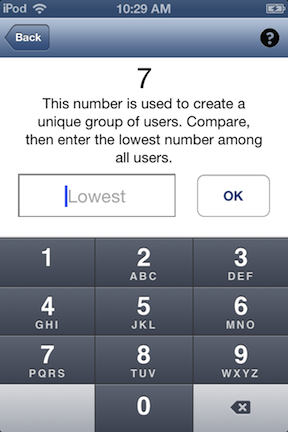 iPod 10:29 AM
Back ?
7
This number is used to create a
unique group of users. Compare,
then enter the lowest number among
all users.
Lowest OK
1 2 3
ABC DEF
4 5 6
GHI JKL MNO
7 8 9
PQRS TUV WXYZ
0